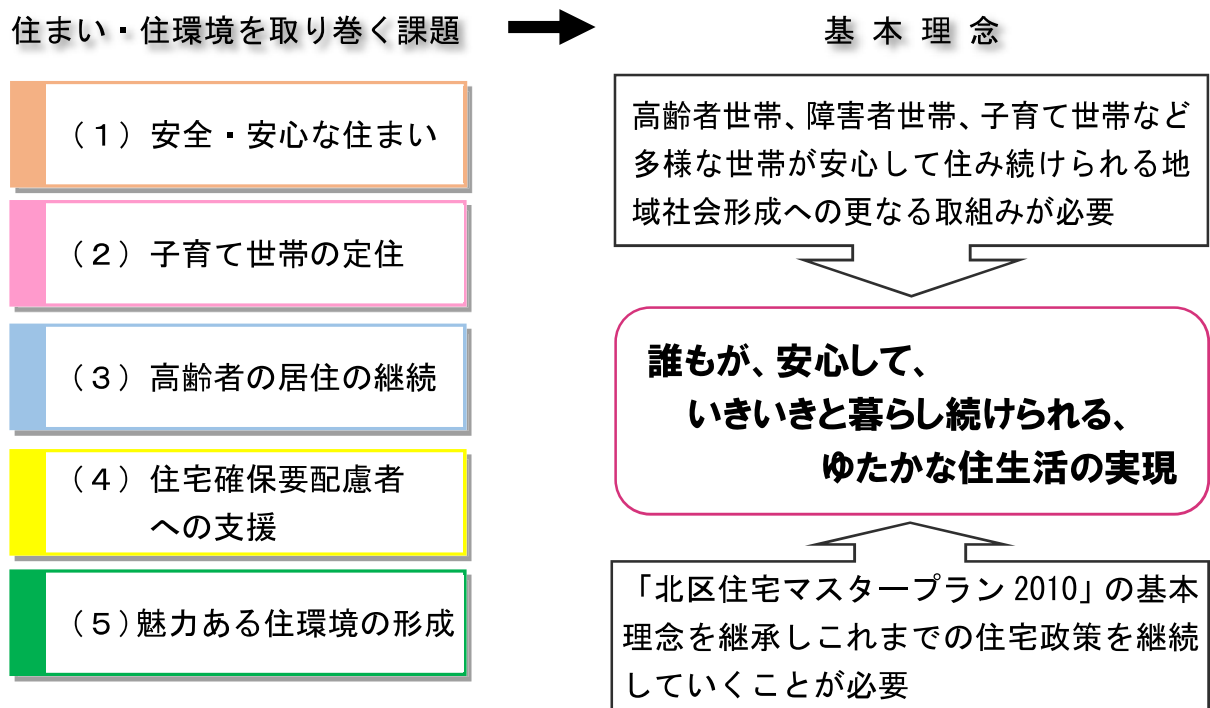 住まい・住環境を取り巻く課題
(1)安全・安心な住まい
(2)子育て世帯の定住
(3)高齢者の居住の継続
(4)住宅確保要配慮者
への支援
(5)魅力ある住環境の形成
基本理念
高齢者世帯、障害者世帯、子育て世帯など
多様な世帯が安心して住み続けられる地
域社会形成への更なる取組みが必要
誰もが、安心して、
いきいきと暮らし続けられる、
ゆたかな住生活の実現
「北区住宅マスタープラン2010」の基本
理念を継承しこれまでの住宅政策を継続
していくことが必要